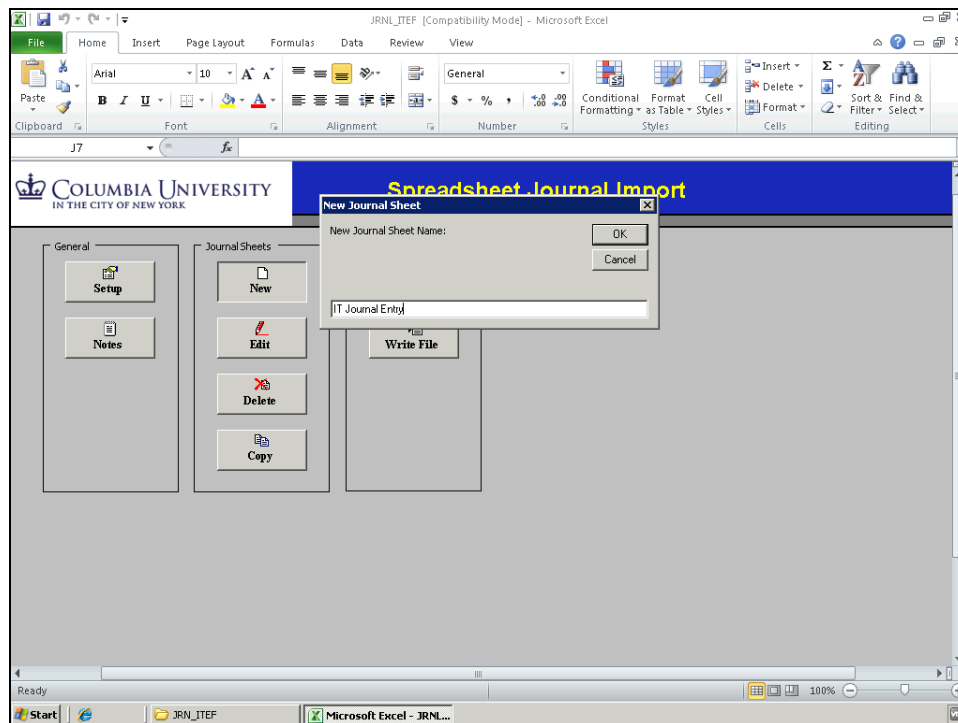 JRNL_ITEF [Compatibility Mode] - Microsoft Excel
File Home Insert Page Layout Formulas Data Review View
Paste
Arial 10 A A
B I U A
General
$ % , .0 .00 .00 .0
Conditional Formatting Format as Table Cell Styles
Insert
Delete
Format
Σ
Sort & Filter Find & Select
Clipboard Font Alignment Number Styles Cells Editing
J7 fx
COLUMBIA UNIVERSITY
IN THE CITY OF NEW YORK
Spreadsheet Journal Import
New Journal Sheet
New Journal Sheet Name:
OK
Cancel
IT Journal Entry
General
Setup
Notes
Journal Sheets
New
Edit
Delete
Copy
Write File
Ready
100%
Start JRN_ITEF Microsoft Excel - JRNL...